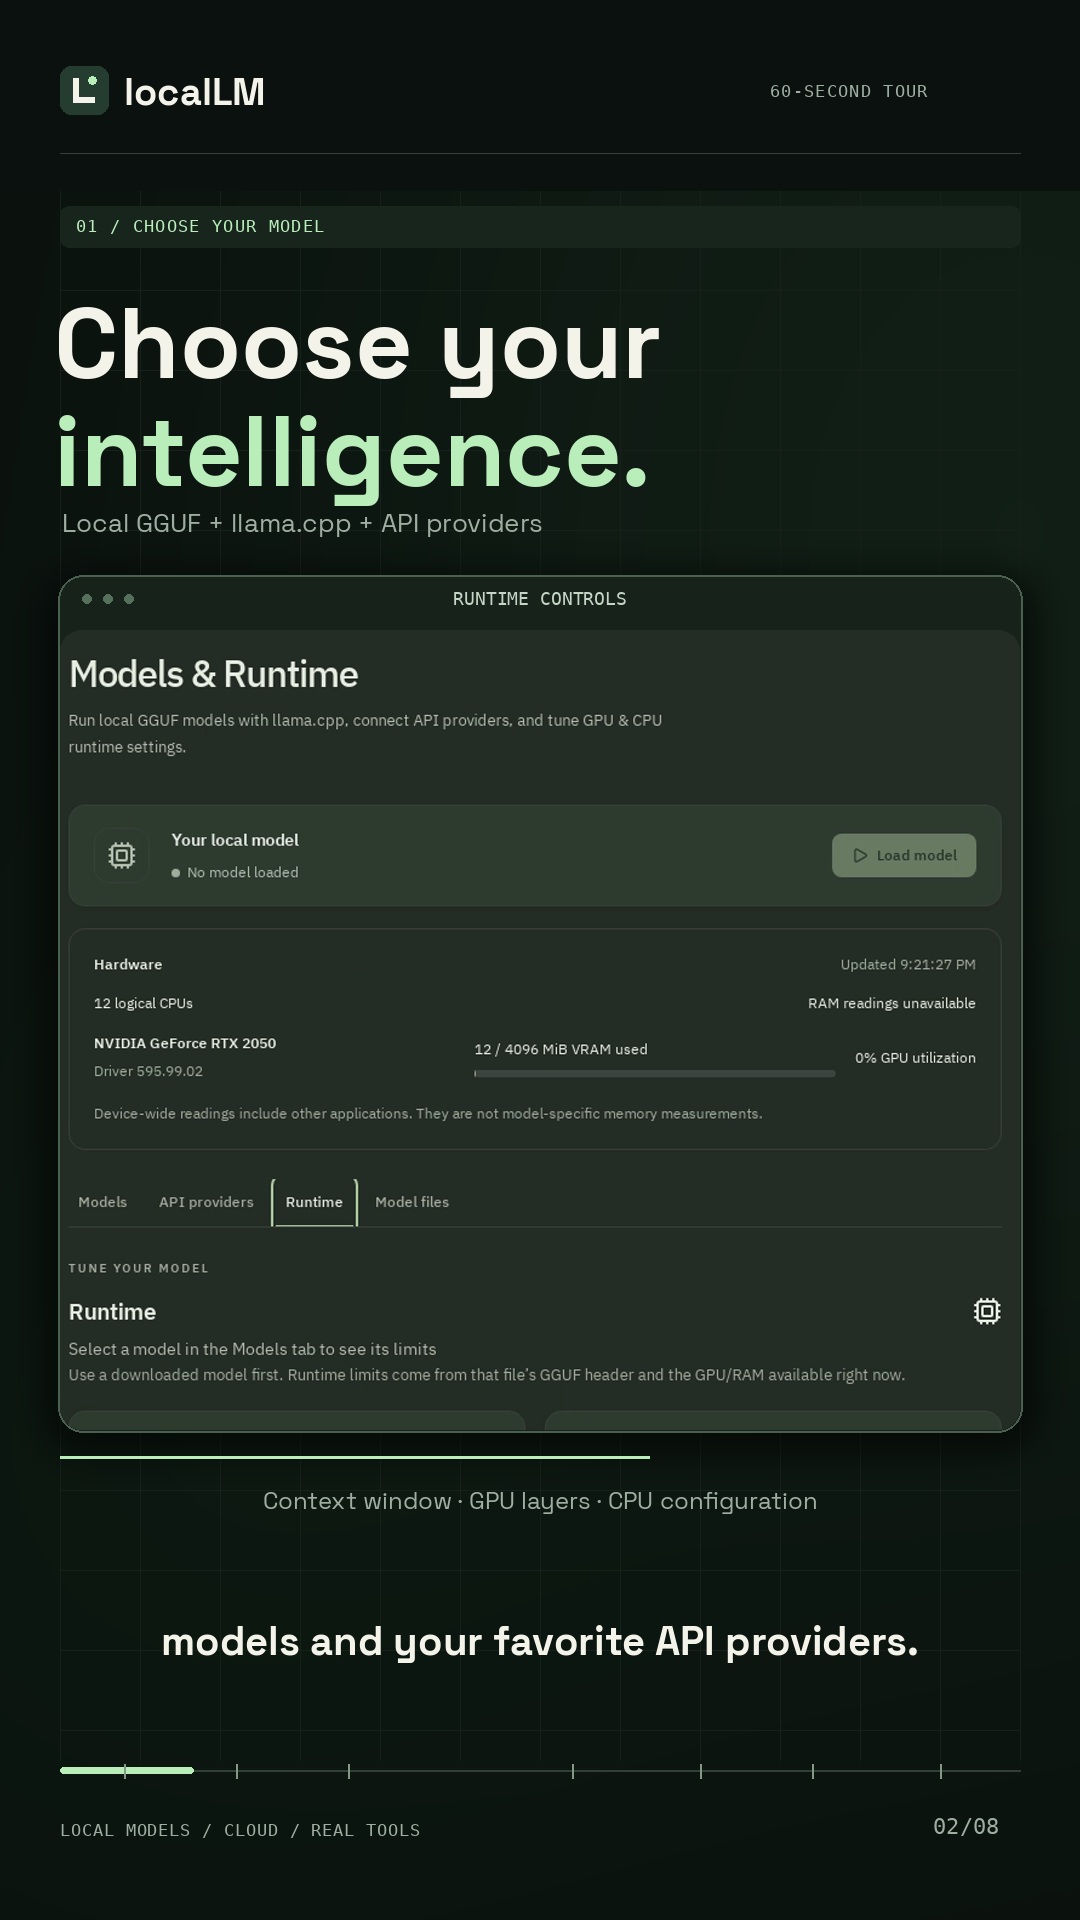 localLM
60-SECOND TOUR
01 / CHOOSE YOUR MODEL
Choose your
intelligence.
Local GGUF + llama.cpp + API providers
RUNTIME CONTROLS
Models & Runtime
Run local GGUF models with llama.cpp, connect API providers, and tune GPU & CPU
runtime settings.
Your local model
No model loaded
Load model
Hardware
Updated 9:21:27 PM
12 logical CPUs
RAM readings unavailable
NVIDIA GeForce RTX 2050
12 / 4096 MiB VRAM used
0% GPU utilization
Driver 595.99.02
Device-wide readings include other applications. They are not model-specific memory measurements.
Models API providers Runtime Model files
TUNE YOUR MODEL
Runtime
Select a model in the Models tab to see its limits
Use a downloaded model first. Runtime limits come from that file’s GGUF header and the GPU/RAM available right now.
Context window · GPU layers · CPU configuration
models and your favorite API providers.
LOCAL MODELS / CLOUD / REAL TOOLS
02/08